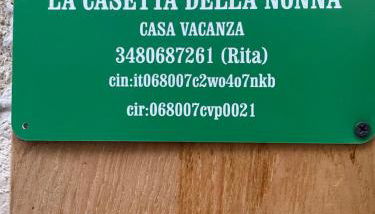 LA CASETTA DELLA NONNA
CASA VACANZA
3480687261 (Rita)
cin:it068007c2wo4o7nkb
cir:068007cvp0021